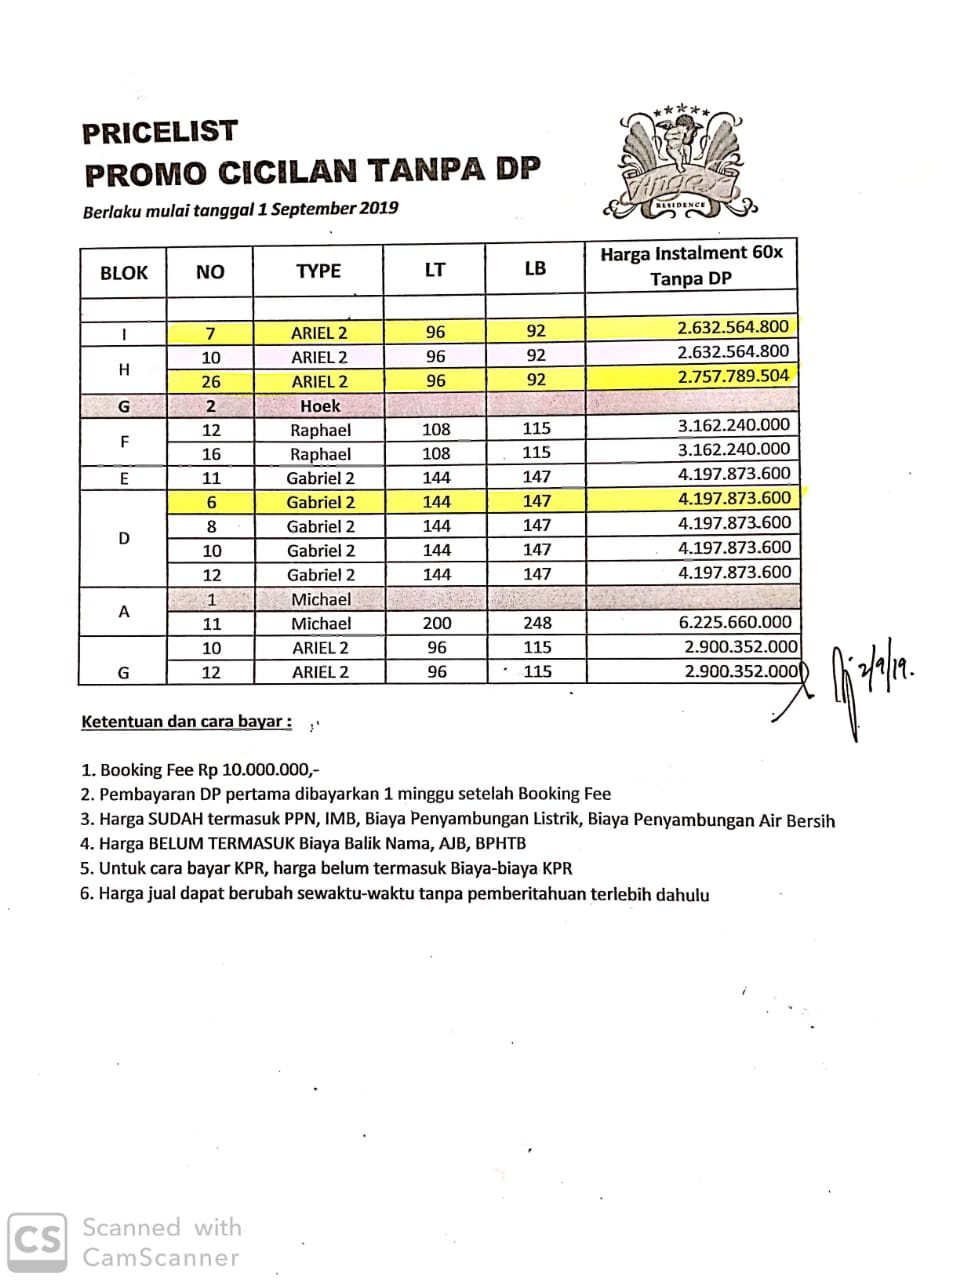 PRICELIST
PROMO CICILAN TANPA DP
Berlaku mulai tanggal 1 September 2019
Angel
RESIDENCE
BLOK NO TYPE LT LB Harga Instalment 60x Tanpa DP
I 7 ARIEL 2 96 92 2.632.564.800
H 10 ARIEL 2 96 92 2.632.564.800
26 ARIEL 2 96 92 2.757.789.504
G 2 Hoek
F 12 Raphael 108 115 3.162.240.000
16 Raphael 108 115 3.162.240.000
E 11 Gabriel 2 144 147 4.197.873.600
D 6 Gabriel 2 144 147 4.197.873.600
8 Gabriel 2 144 147 4.197.873.600
10 Gabriel 2 144 147 4.197.873.600
12 Gabriel 2 144 147 4.197.873.600
A 1 Michael
11 Michael 200 248 6.225.660.000
10 ARIEL 2 96 115 2.900.352.000
G 12 ARIEL 2 96 115 2.900.352.000
2/9/19.
Ketentuan dan cara bayar :
1. Booking Fee Rp 10.000.000,-
2. Pembayaran DP pertama dibayarkan 1 minggu setelah Booking Fee
3. Harga SUDAH termasuk PPN, IMB, Biaya Penyambungan Listrik, Biaya Penyambungan Air Bersih
4. Harga BELUM TERMASUK Biaya Balik Nama, AJB, BPHTB
5. Untuk cara bayar KPR, harga belum termasuk Biaya-biaya KPR
6. Harga jual dapat berubah sewaktu-waktu tanpa pemberitahuan terlebih dahulu
CS Scanned with
CamScanner